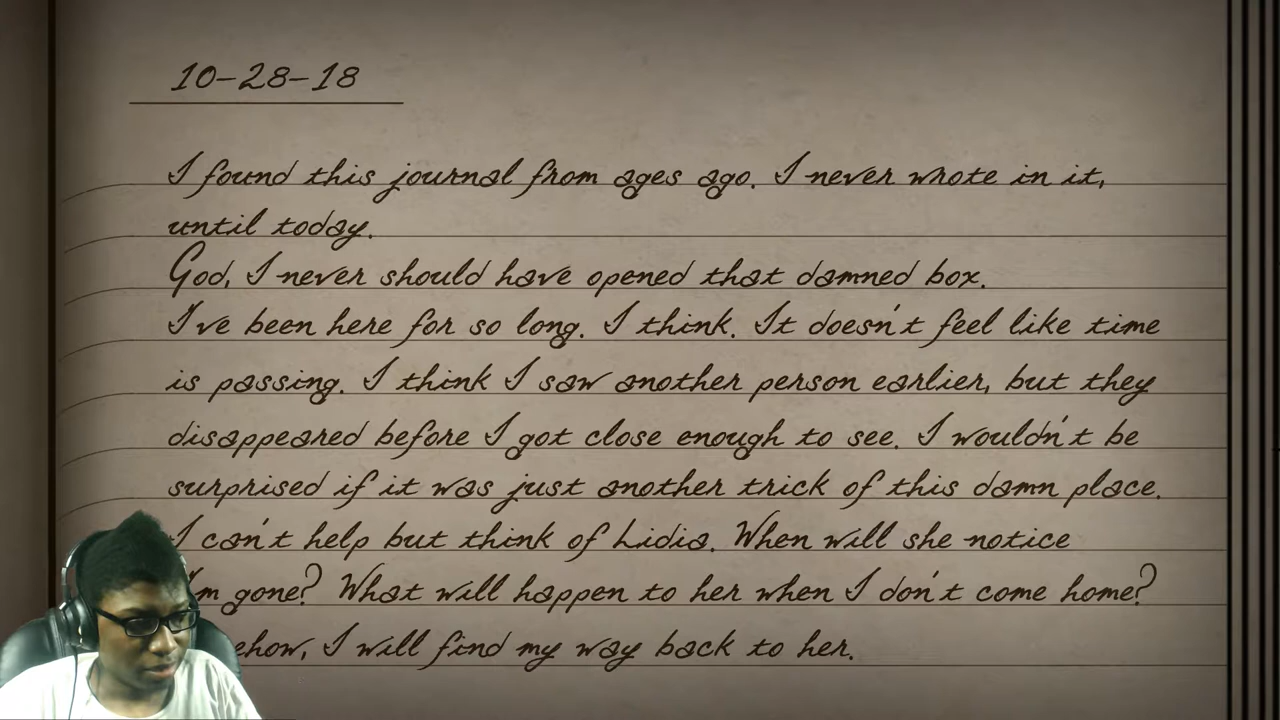 10-28-18
I found this journal from ages ago. I never wrote in it,
until today.
God, I never should have opened that damned box.
I've been here for so long. I think. It doesn't feel like time
is passing. I think I saw another person earlier, but they
disappeared before I got close enough to see. I wouldn't be
surprised if it was just another trick of this damn place.
I can't help but think of Lidia. When will she notice
gone? What will happen to her when I don't come home?
I will find my way back to her.